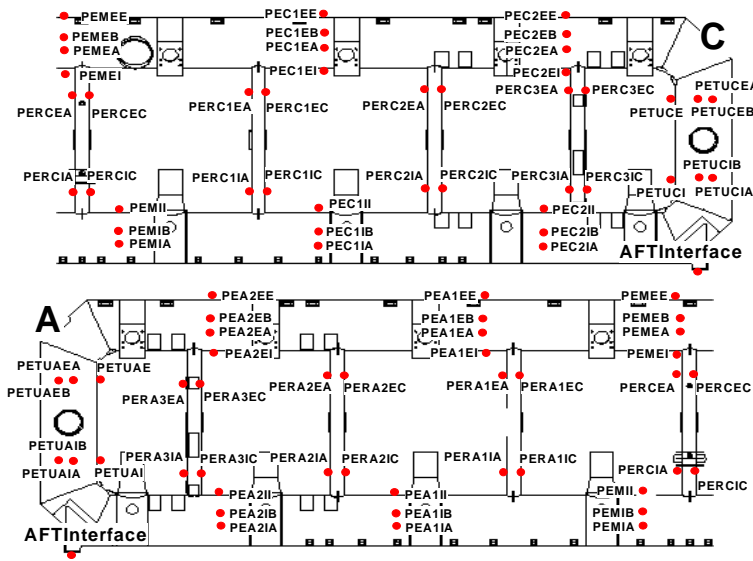 PEMEE PEC1EE PEC2EE
PEMEB PEC1EB PEC2EB C
PEMEA PEC1EA PEC2EA
PEMEI PEC1EI PEC2EI
PERCEA PERCEC PERC1EA PERC1EC PERC2EA PERC2EC PERC3EA PERC3EC PETUCE PETUCEA
PETUCEB
PERCIA PERCIC PERC1IA PERC1IC PERC2IA PERC2IC PERC3IA PERC3IC PETUCI PETUCIB
PETUCIA
PEMII PEC1II PEC2II
PEMIB PEC1IB PEC2IB
PEMIA PEC1IA PEC2IA AFTInterface
PEA2EE PEA1EE PEMEE
A PEA2EB PEA1EB PEMEB
PEA2EA PEA1EA PEMEA
PEA2EI PEA1EI PEMEI
PETUAEA PETUAE PERA3EA PERA3EC PERA2EA PERA2EC PERA1EA PERA1EC PERCEA PERCEC
PETUAEB
PETUAIB PERA3IA PERA3IC PERA2IA PERA2IC PERA1IA PERA1IC PERCIA PERCIC
PETUAIA PETUAI
PEA2II PEA1II PEMII
PEA2IB PEA1IB PEMIB
AFTInterface PEA2IA PEA1IA PEMIA